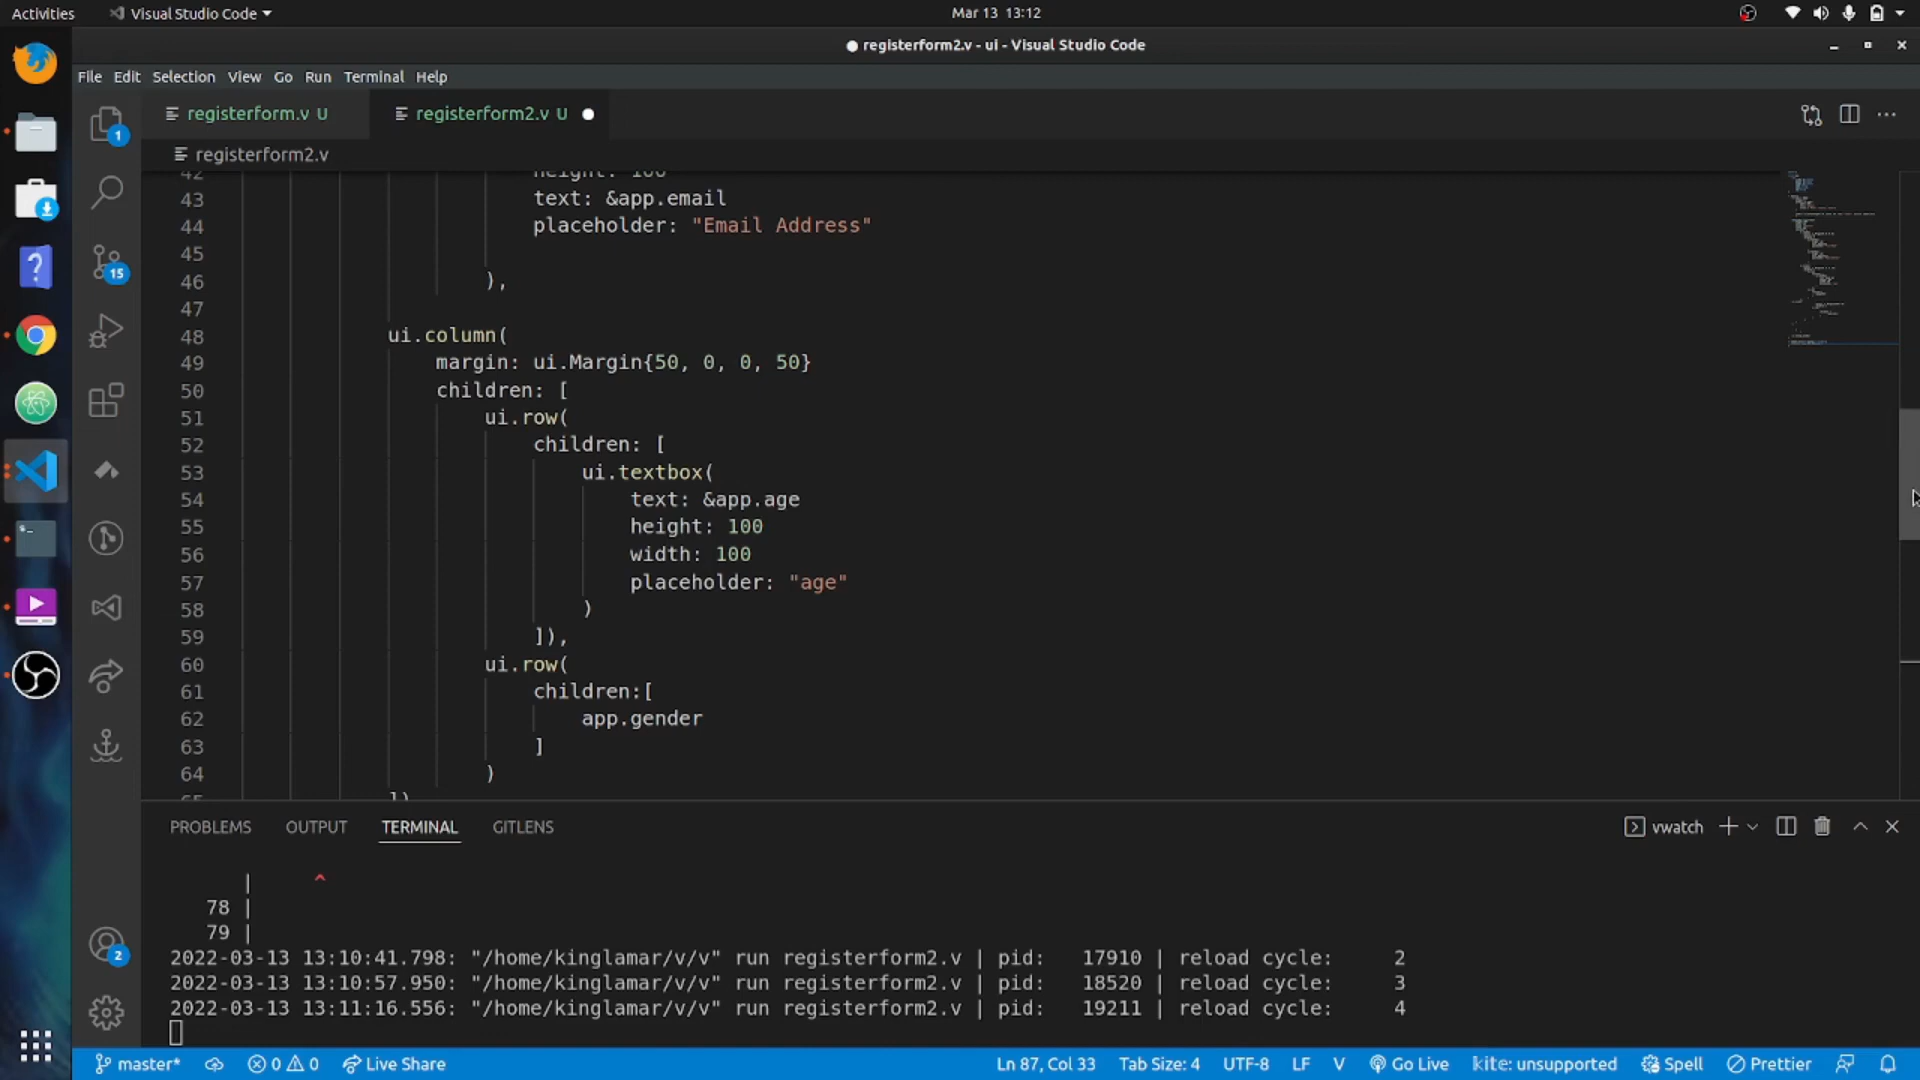 Activities
Visual Studio Code
Mar 13 13:12
registerform2.v - ui - Visual Studio Code
File Edit Selection View Go Run Terminal Help
registerform.v U
registerform2.v U
registerform2.v
42 height: 100
43 text: &app.email
44 placeholder: "Email Address"
45
46 ),
47
48 ui.column(
49 margin: ui.Margin{50, 0, 0, 50}
50 children: [
51 ui.row(
52 children: [
53 ui.textbox(
54 text: &app.age
55 height: 100
56 width: 100
57 placeholder: "age"
58 )
59 ]),
60 ui.row(
61 children:[
62 app.gender
63 ]
64 )
65 ])
1
15
2
PROBLEMS OUTPUT TERMINAL GITLENS
vwatch
| ^
78 |
79 |
2022-03-13 13:10:41.798: "/home/kinglamar/v/v" run registerform2.v | pid: 17910 | reload cycle: 2
2022-03-13 13:10:57.950: "/home/kinglamar/v/v" run registerform2.v | pid: 18520 | reload cycle: 3
2022-03-13 13:11:16.556: "/home/kinglamar/v/v" run registerform2.v | pid: 19211 | reload cycle: 4
master* 0 0 Live Share Ln 87, Col 33 Tab Size: 4 UTF-8 LF V Go Live kite: unsupported Spell Prettier